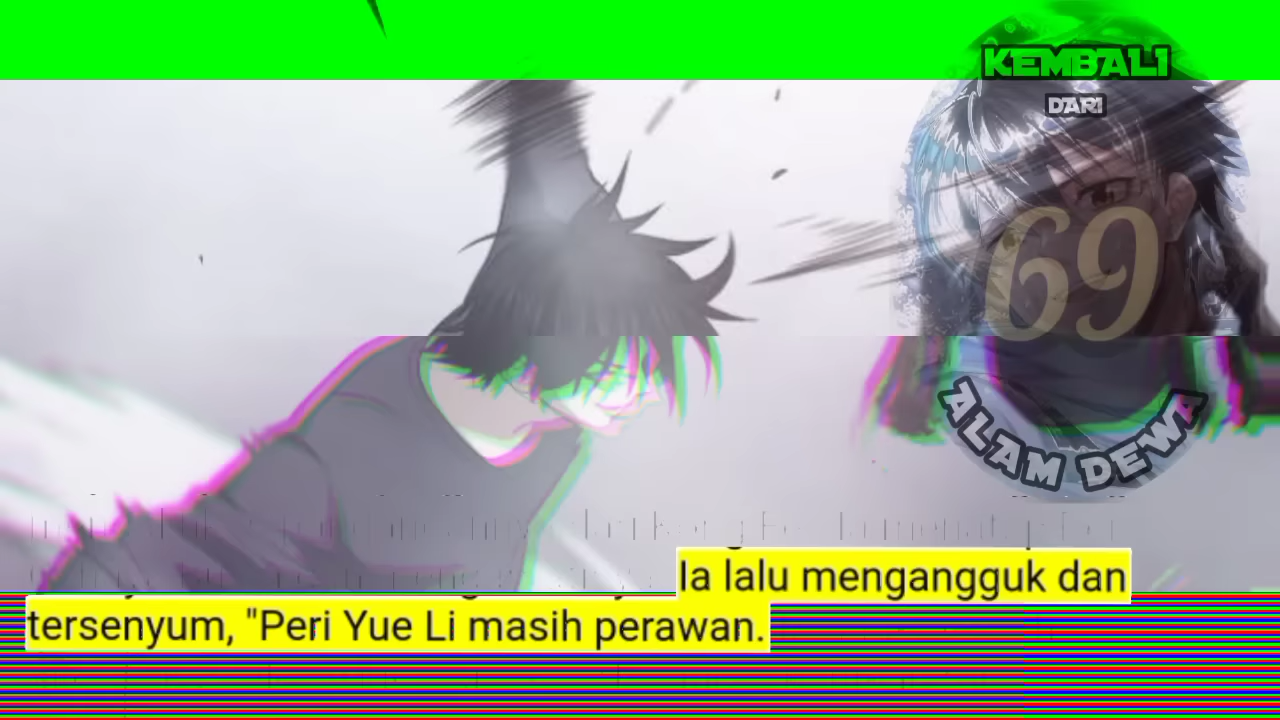 KEMBALI
DARI
69
ALAM DEWA
Ia lalu mengangguk dan
tersenyum, "Peri Yue Li masih perawan.